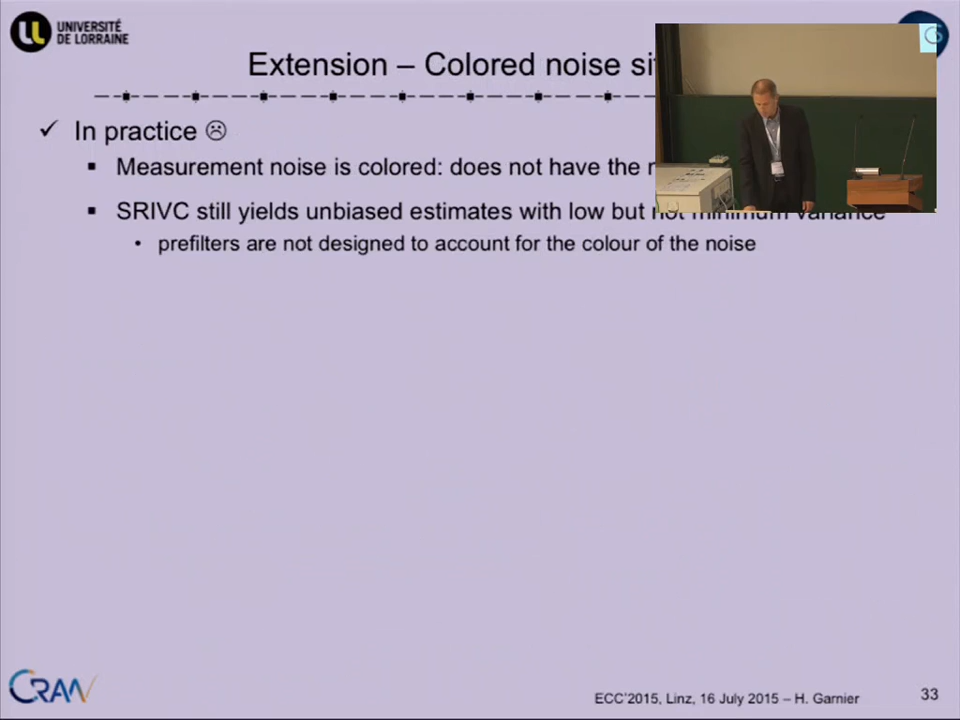 UNIVERSITÉ
DE LORRAINE
Extension – Colored noise
✓ In practice ☹
▪ Measurement noise is colored: does not have the
▪ SRIVC still yields unbiased estimates with low but not minimum variance
• prefilters are not designed to account for the colour of the noise
CRAN
ECC'2015, Linz, 16 July 2015 – H. Garnier
33